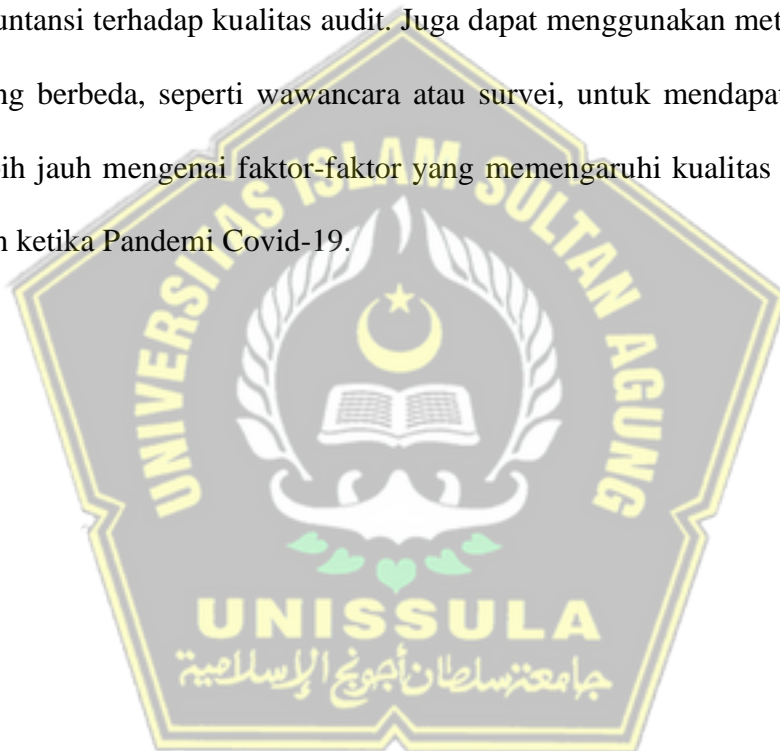 untansi terhadap kualitas audit. Juga dapat menggunakan met
ng berbeda, seperti wawancara atau survei, untuk mendapat
ih jauh mengenai faktor-faktor yang memengaruhi kualitas
ketika Pandemi Covid-19.
UNIVERSITAS ISLAM SULTAN AGUNG
UNISSULA
جامعة سلطان أجونج الإسلامية